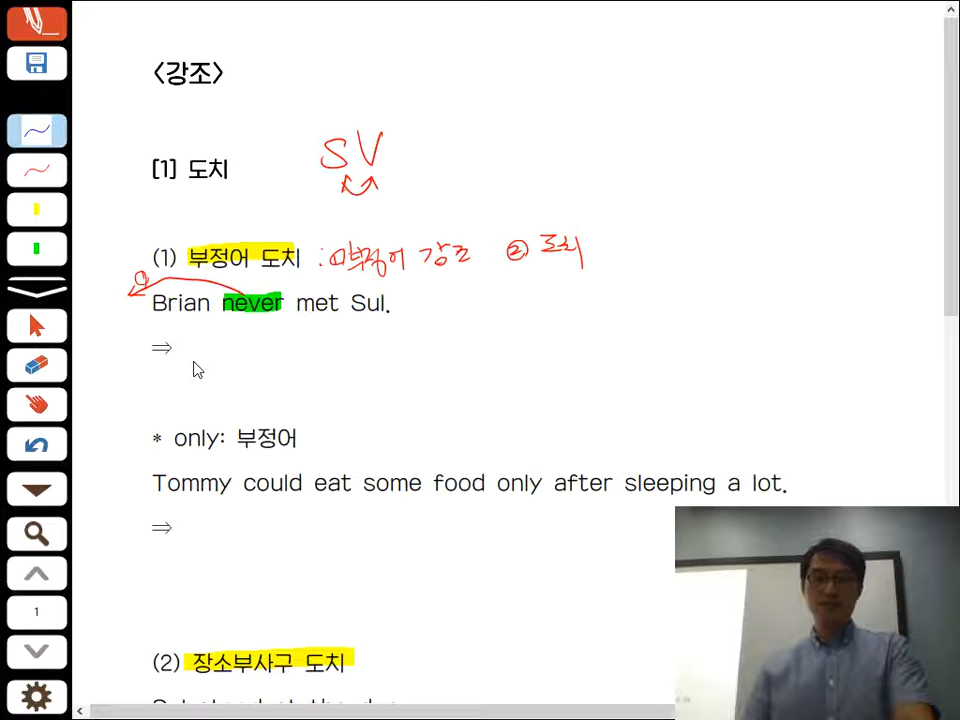 <강조>
[1] 도치
S V
(1) 부정어 도치 : ① 부정어 강조 ② 도치
①
Brian never met Sul.
⇒
* only: 부정어
Tommy could eat some food only after sleeping a lot.
⇒
(2) 장소부사구 도치
1